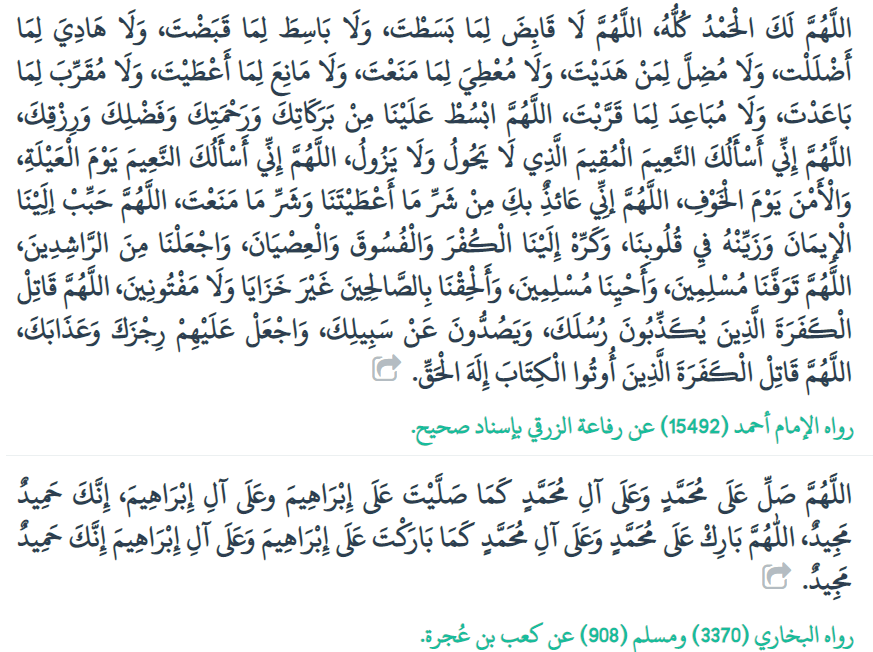 اللَّهُمَّ لَكَ الْحَمْدُ كُلُّهُ، اللَّهُمَّ لَا قَابِضَ لِمَا بَسَطْتَ، وَلَا بَاسِطَ لِمَا قَبَضْتَ، وَلَا هَادِيَ لِمَا
أَضْلَلْت، وَلَا مُضِلَّ لِمَنْ هَدَيْتَ، وَلَا مُعْطِيَ لِمَا مَنَعْتَ، وَلَا مَانِعَ لِمَا أَعْطَيْتَ، وَلَا مُقَرِّبَ لِمَا
بَاعَدْتَ، وَلَا مُبَاعِدَ لِمَا قَرَّبْتَ، اللَّهُمَّ ابْسُطْ عَلَيْنَا مِنْ بَرَكَاتِكَ وَرَحْمَتِكَ وَفَضْلِكَ وَرِزْقِكَ،
اللَّهُمَّ إِنِّي أَسْأَلُكَ النَّعِيمَ الْمُقِيمَ الَّذِي لَا يَحُولُ وَلَا يَزُولُ، اللَّهُمَّ إِنِّي أَسْأَلُكَ النَّعِيمَ يَوْمَ الْعَيْلَةِ،
وَالْأَمْنَ يَوْمَ الْخَوْفِ، اللَّهُمَّ إِنِّي عَائذٌ بكِ مِنْ شَرِّ مَا أَعْطَيْتَنَا وَشَرِّ مَا مَنَعْتَ، اللَّهُمَّ حَبِّبْ إِلَيْنَا
الْإِيمَانَ وَزَيِّنْهُ فِي قُلُوبِنَا، وَكَرِّهْ إِلَيْنَا الْكُفْرَ وَالْفُسُوقَ وَالْعِصْيَانَ، وَاجْعَلْنَا مِنَ الرَّاشِدِينَ،
اللَّهُمَّ تَوَفَّنَا مُسْلِمِينَ، وَأَحْيِنَا مُسْلِمِينَ، وَأَلْحِقْنَا بِالصَّالِحِينَ غَيْرَ خَزَايَا وَلَا مَفْتُونِينَ، اللَّهُمَّ قَاتِلْ
الْكَفَرَةَ الَّذِينَ يُكَذِّبُونَ رُسُلَكَ، وَيَصُدُّونَ عَنْ سَبِيلِكَ، وَاجْعَلْ عَلَيْهِمْ رِجْزَكَ وَعَذَابَكَ،
اللَّهُمَّ قَاتِلْ الْكَفَرَةَ الَّذِينَ أُوتُوا الْكِتَابَ إِلَهَ الْحَقِّ.
رواه الإمام أحمد (15492) عن رفاعة الزرقي بإسناد صحيح.
اللَّهُمَّ صَلِّ عَلَى مُحَمَّدٍ وَعَلَى آلِ مُحَمَّدٍ كَمَا صَلَّيْتَ عَلَى إِبْرَاهِيمَ وعَلَى آلِ إِبْرَاهِيمَ، إِنَّكَ حَمِيدٌ
مَجِيدٌ، اللَّهُمَّ بَارِكْ عَلَى مُحَمَّدٍ وَعَلَى آلِ مُحَمَّدٍ كَمَا بَارَكْتَ عَلَى إِبْرَاهِيمَ وَعَلَى آلِ إِبْرَاهِيمَ إِنَّكَ حَمِيدٌ
مَجِيدٌ.
رواه البخاري (3370) ومسلم (908) عن كعب بن عُجرة.